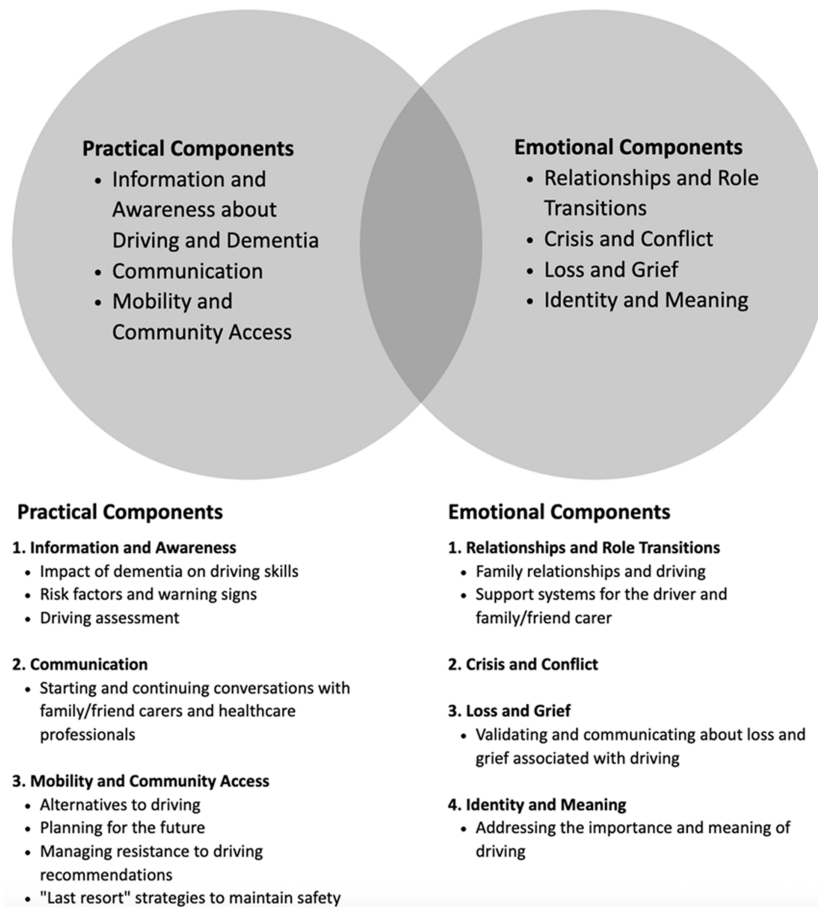 Practical Components
• Information and
Awareness about
Driving and Dementia
• Communication
• Mobility and
Community Access
Emotional Components
• Relationships and Role
Transitions
• Crisis and Conflict
• Loss and Grief
• Identity and Meaning
Practical Components
1. Information and Awareness
• Impact of dementia on driving skills
• Risk factors and warning signs
• Driving assessment
2. Communication
• Starting and continuing conversations with
family/friend carers and healthcare
professionals
3. Mobility and Community Access
• Alternatives to driving
• Planning for the future
• Managing resistance to driving
recommendations
• "Last resort" strategies to maintain safety
Emotional Components
1. Relationships and Role Transitions
• Family relationships and driving
• Support systems for the driver and
family/friend carer
2. Crisis and Conflict
3. Loss and Grief
• Validating and communicating about loss and
grief associated with driving
4. Identity and Meaning
• Addressing the importance and meaning of
driving